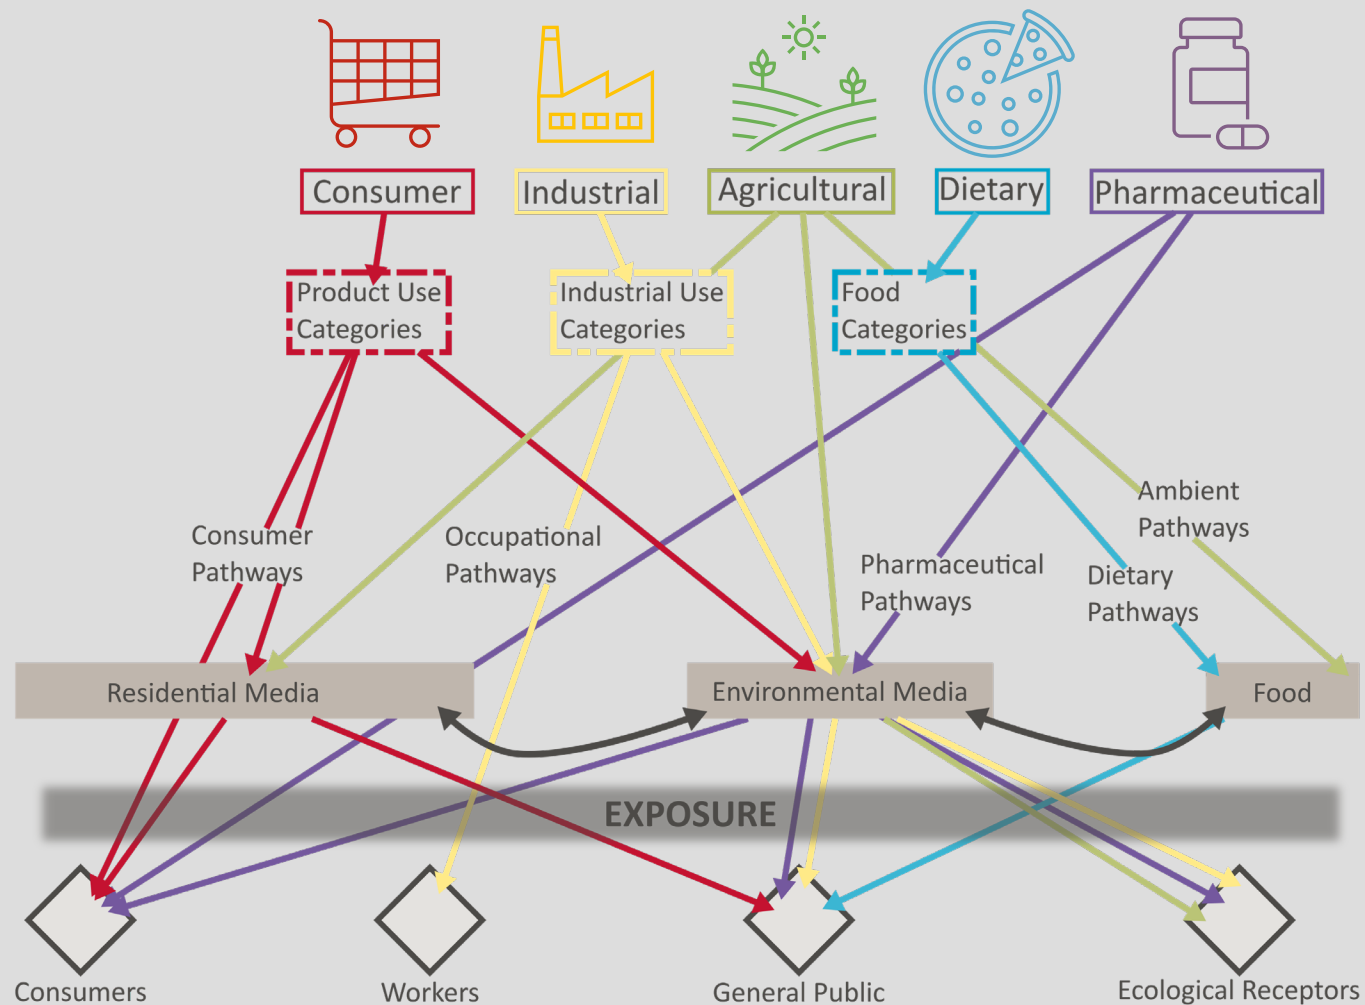 Consumer
Industrial
Agricultural
Dietary
Pharmaceutical
Product Use
Categories
Industrial Use
Categories
Food
Categories
Consumer
Pathways
Occupational
Pathways
Pharmaceutical
Pathways
Ambient
Pathways
Dietary
Pathways
Residential Media
Environmental Media
Food
EXPOSURE
Consumers
Workers
General Public
Ecological Receptors